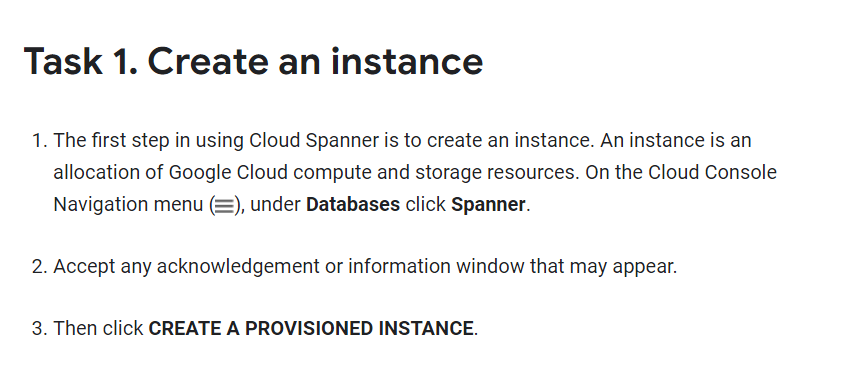 Task 1. Create an instance
1. The first step in using Cloud Spanner is to create an instance. An instance is an
allocation of Google Cloud compute and storage resources. On the Cloud Console
Navigation menu (☰), under Databases click Spanner.
2. Accept any acknowledgement or information window that may appear.
3. Then click CREATE A PROVISIONED INSTANCE.